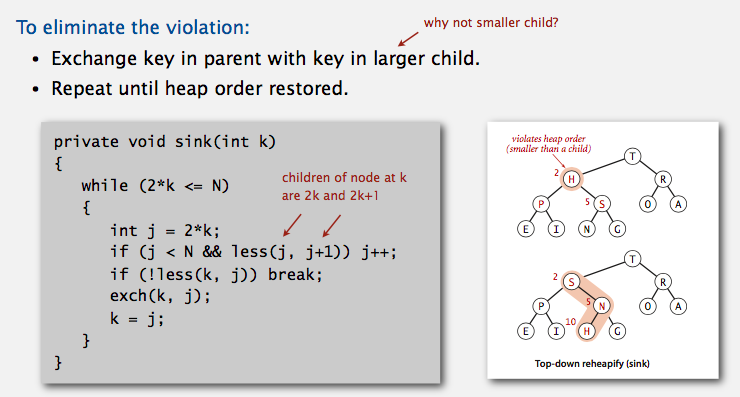 To eliminate the violation:
why not smaller child?
• Exchange key in parent with key in larger child.
• Repeat until heap order restored.
private void sink(int k)
{
while (2*k <= N)
{
int j = 2*k;
if (j < N && less(j, j+1)) j++;
if (!less(k, j)) break;
exch(k, j);
k = j;
}
}
children of node at k
are 2k and 2k+1
violates heap order
(smaller than a child)
T
2 H R
P 5 S O A
E I N G
T
2 S R
P 5 N O A
E I 10 H G
Top-down reheapify (sink)